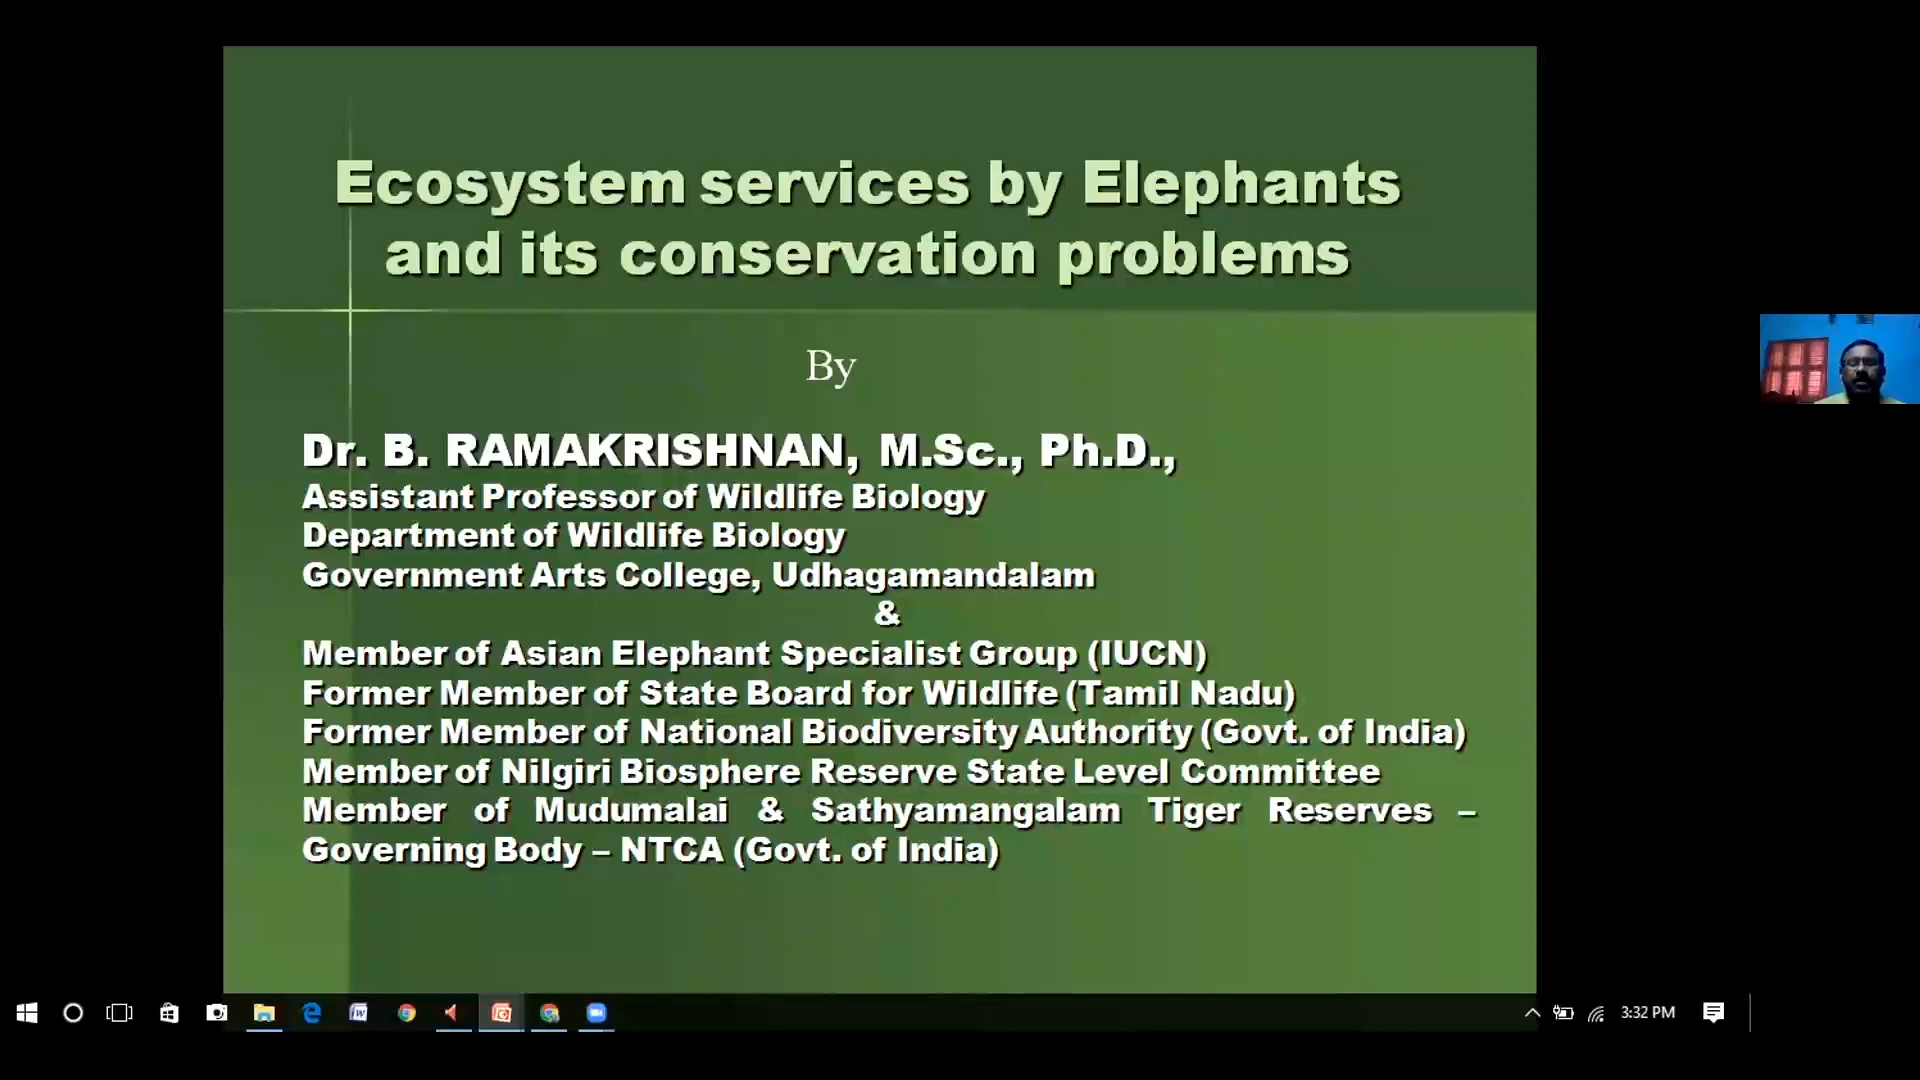 Ecosystem services by Elephants
and its conservation problems
By
Dr. B. RAMAKRISHNAN, M.Sc., Ph.D.,
Assistant Professor of Wildlife Biology
Department of Wildlife Biology
Government Arts College, Udhagamandalam
&
Member of Asian Elephant Specialist Group (IUCN)
Former Member of State Board for Wildlife (Tamil Nadu)
Former Member of National Biodiversity Authority (Govt. of India)
Member of Nilgiri Biosphere Reserve State Level Committee
Member of Mudumalai & Sathyamangalam Tiger Reserves –
Governing Body – NTCA (Govt. of India)
3:32 PM